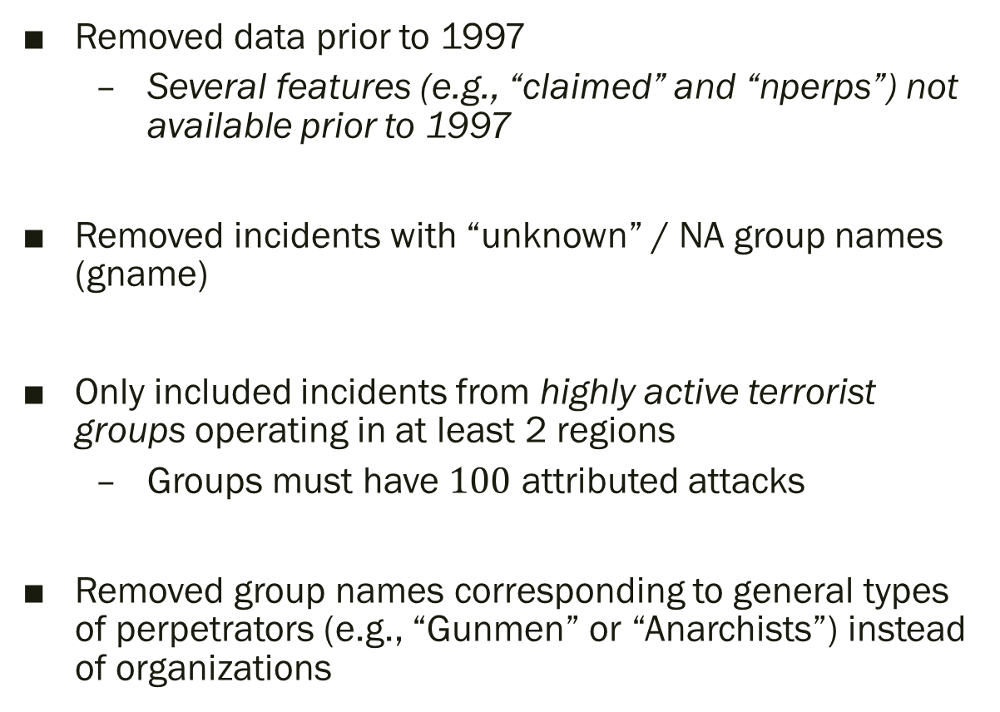 ■ Removed data prior to 1997
– Several features (e.g., “claimed” and “nperps”) not
available prior to 1997
■ Removed incidents with “unknown” / NA group names
(gname)
■ Only included incidents from highly active terrorist
groups operating in at least 2 regions
– Groups must have 100 attributed attacks
■ Removed group names corresponding to general types
of perpetrators (e.g., “Gunmen” or “Anarchists”) instead
of organizations